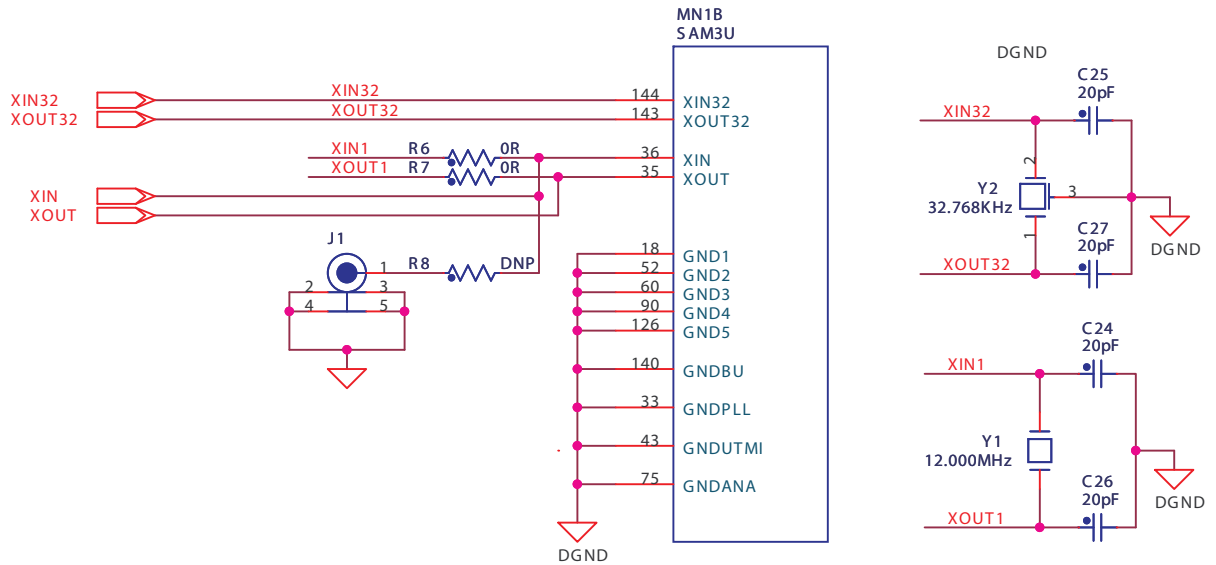 MN1B
SAM3U
XIN32
XOUT32
XIN32
XOUT32
144
143
XIN32
XOUT32
XIN1
XOUT1
R6
R7
0R
0R
36
35
XIN
XOUT
XIN
XOUT
J1
1
2
3
4
5
R8
DNP
18
GND1
52
GND2
60
GND3
90
GND4
126
GND5
140
GNDBU
33
GNDPLL
43
GNDUTMI
75
GNDANA
DGND
DGND
C25
20pF
XIN32
2
Y2
32.768KHz
3
1
C27
20pF
DGND
XOUT32
C24
20pF
XIN1
Y1
12.000MHz
C26
20pF
DGND
XOUT1